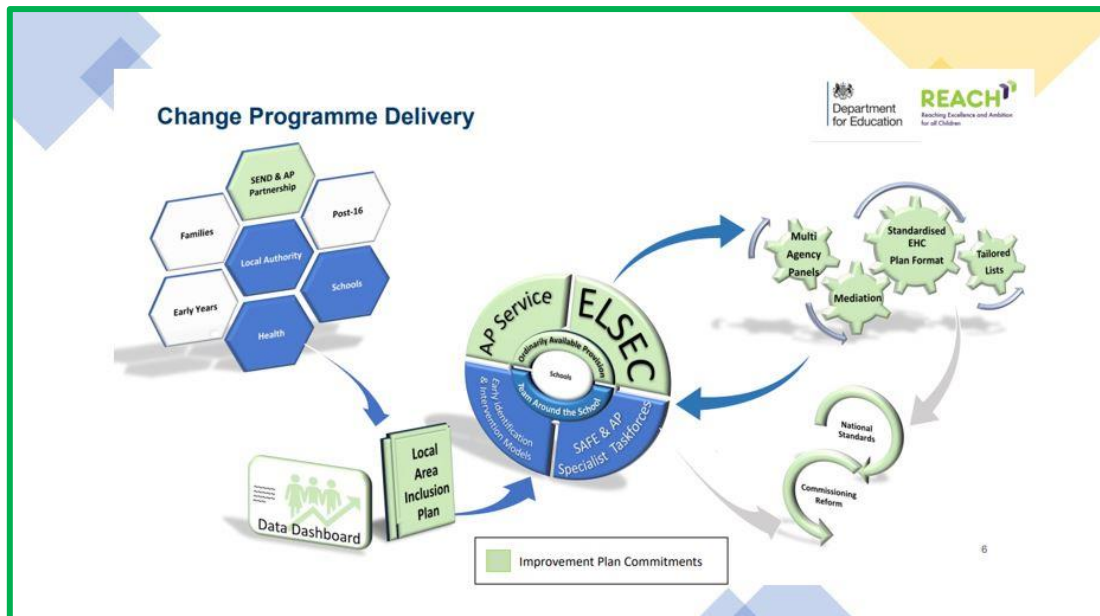 Change Programme Delivery
Department
for Education
REACH
Reaching Excellence and Ambition
for all Children
SEND & AP
Partnership
Families
Post-16
Local Authority
Early Years
Schools
Health
Data Dashboard
Local
Area
Inclusion
Plan
AP Service
ELSEC
Ordinarily Available Provision
Schools
Team Around the School
Early identification
& Intervention Models
SAFE & AP
Specialist Taskforces
Multi
Agency
Panels
Mediation
Standardised
EHC
Plan Format
Tailored
Lists
National
Standards
Commissioning
Reform
Improvement Plan Commitments
6